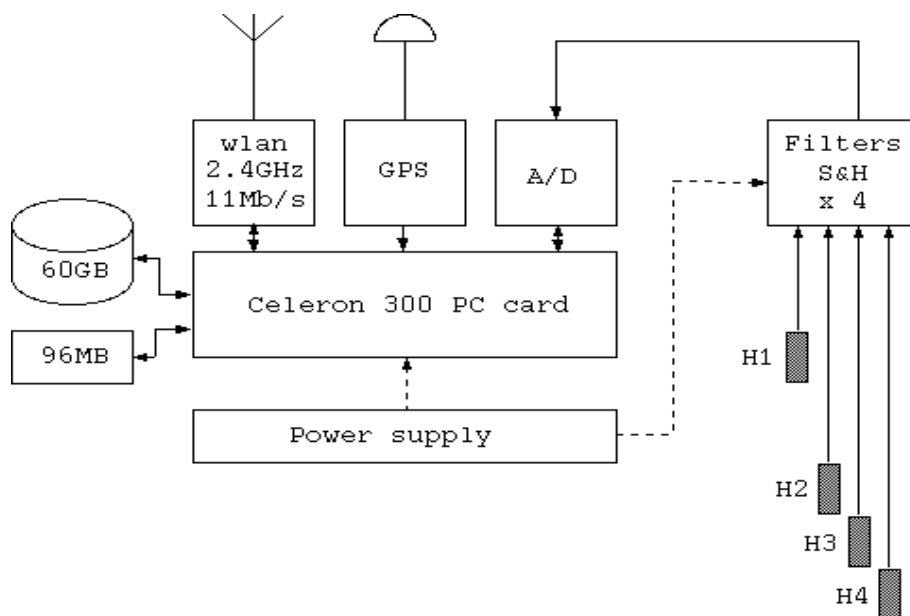 wlan
2.4GHz
11Mb/s
GPS
A/D
Filters
S&H
x 4
60GB
Celeron 300 PC card
96MB
H1
Power supply
H2
H3
H4